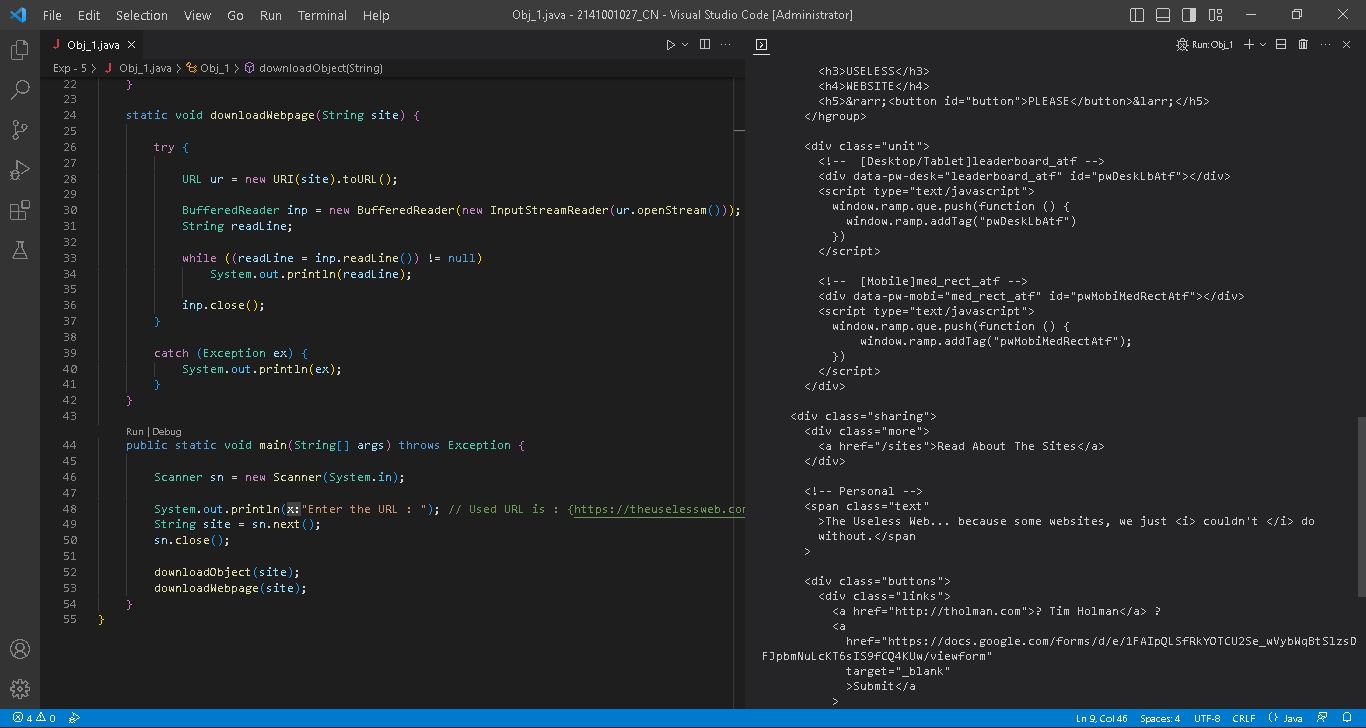 File Edit Selection View Go Run Terminal Help Obj_1.java - 2141001027_CN - Visual Studio Code [Administrator]
J Obj_1.java
Exp - 5 > J Obj_1.java > Obj_1 > downloadObject(String)
22 }
23
24 static void downloadWebpage(String site) {
25
26 try {
27
28 URL ur = new URI(site).toURL();
29
30 BufferedReader inp = new BufferedReader(new InputStreamReader(ur.openStream()));
31 String readLine;
32
33 while ((readLine = inp.readLine()) != null)
34 System.out.println(readLine);
35
36 inp.close();
37 }
38
39 catch (Exception ex) {
40 System.out.println(ex);
41 }
42 }
43
Run | Debug
44 public static void main(String[] args) throws Exception {
45
46 Scanner sn = new Scanner(System.in);
47
48 System.out.println(x:"Enter the URL : "); // Used URL is : {https://theuselessweb.com
49 String site = sn.next();
50 sn.close();
51
52 downloadObject(site);
53 downloadWebpage(site);
54 }
55 }
Run: Obj_1
<h3>USELESS</h3>
<h4>WEBSITE</h4>
<h5>&rarr;<button id="button">PLEASE</button>&larr;</h5>
</hgroup>
<div class="unit">
<!-- [Desktop/Tablet]leaderboard_atf -->
<div data-pw-desk="leaderboard_atf" id="pwDeskLbAtf"></div>
<script type="text/javascript">
window.ramp.que.push(function () {
window.ramp.addTag("pwDeskLbAtf")
})
</script>
<!-- [Mobile]med_rect_atf -->
<div data-pw-mobi="med_rect_atf" id="pwMobiMedRectAtf"></div>
<script type="text/javascript">
window.ramp.que.push(function () {
window.ramp.addTag("pwMobiMedRectAtf");
})
</script>
</div>
<div class="sharing">
<div class="more">
<a href="/sites">Read About The Sites</a>
</div>
<!-- Personal -->
<span class="text"
>The Useless Web... because some websites, we just <i> couldn't </i> do
without.</span
>
<div class="buttons">
<div class="links">
<a href="http://tholman.com">? Tim Holman</a> ?
<a
href="https://docs.google.com/forms/d/e/1FAIpQLSfRkYOTCU2Se_wVybWqBtSlzsD
FJpbmNuLcKT6sIS9fCQ4KUw/viewform"
target="_blank"
>Submit</a
>
4 0 Ln 9, Col 46 Spaces: 4 UTF-8 CRLF {} Java